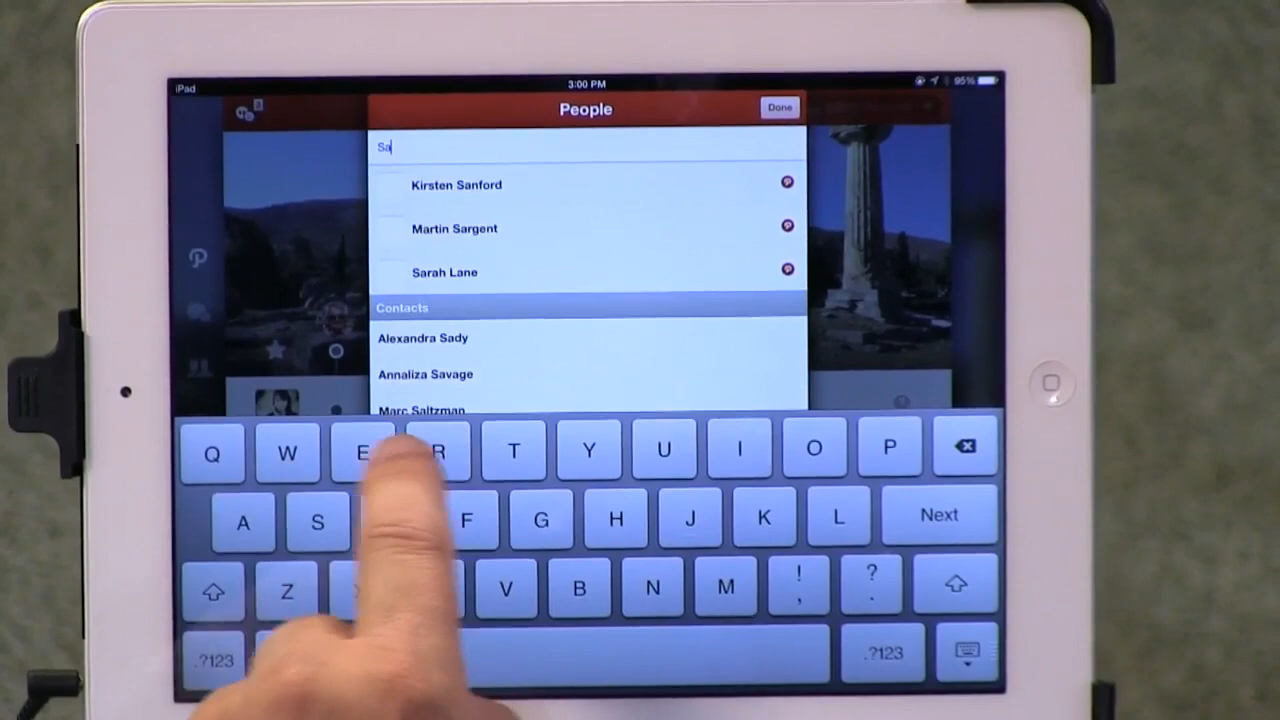 iPad 3:00 PM 95%
People Done
Sa
Kirsten Sanford
Martin Sargent
Sarah Lane
Contacts
Alexandra Sady
Annaliza Savage
Marc Saltzman
Q W E R T Y U I O P
A S F G H J K L Next
Z V B N M ! , ? .
.?123 .?123